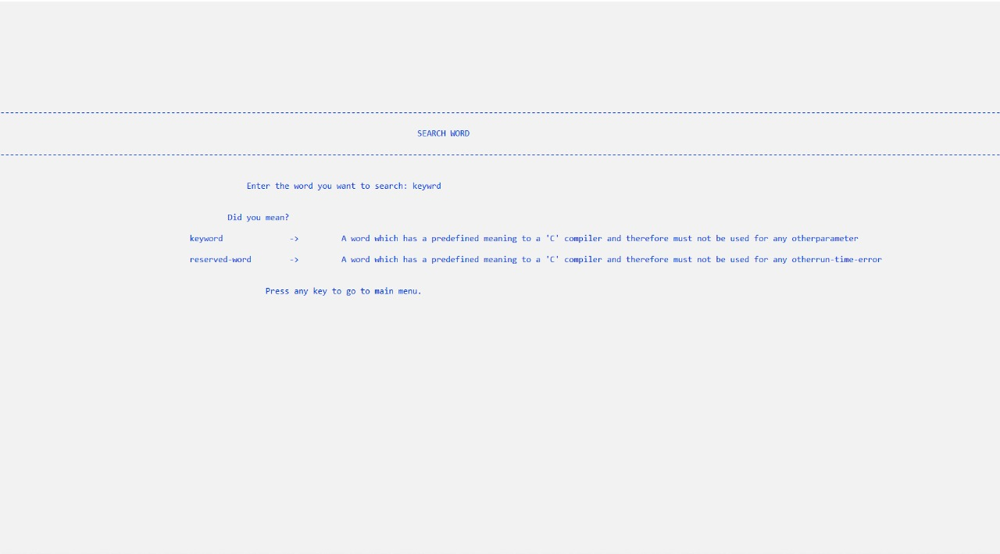 --------------------------------------------------------------------------------
SEARCH WORD
--------------------------------------------------------------------------------
Enter the word you want to search: keywrd
Did you mean?
keyword -> A word which has a predefined meaning to a 'C' compiler and therefore must not be used for any otherparameter
reserved-word -> A word which has a predefined meaning to a 'C' compiler and therefore must not be used for any otherrun-time-error
Press any key to go to main menu.